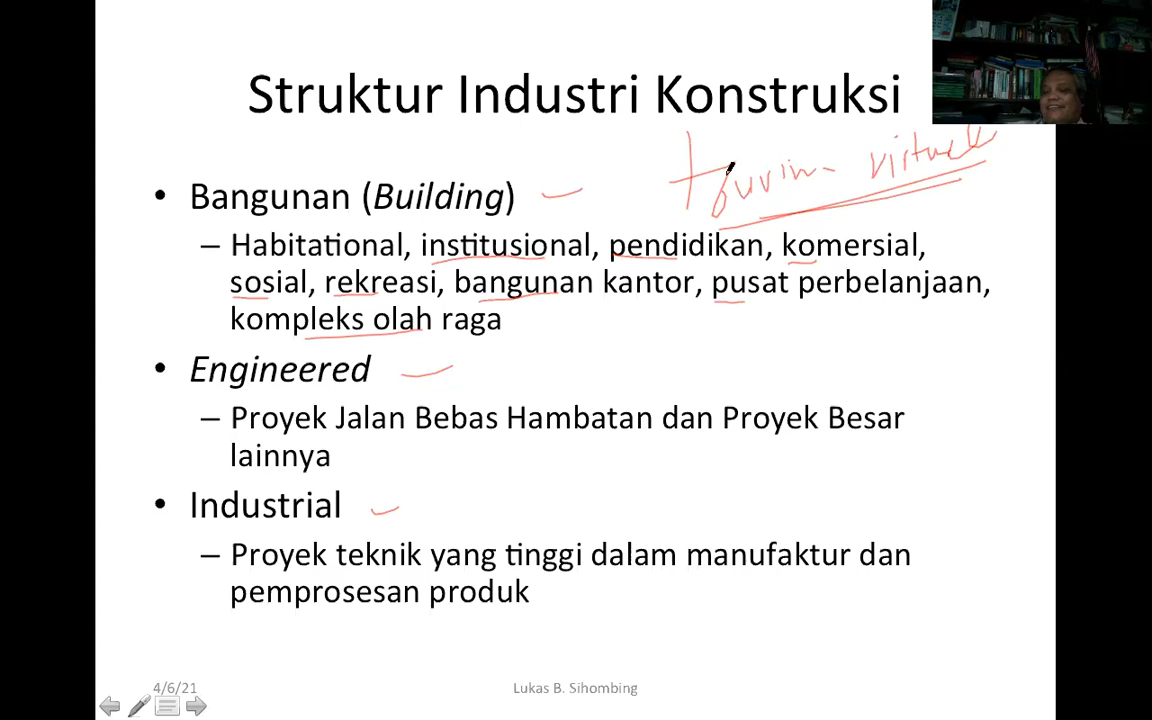 Struktur Industri Konstruksi
virtual
• Bangunan (Building)
– Habitational, institusional, pendidikan, komersial,
sosial, rekreasi, bangunan kantor, pusat perbelanjaan,
kompleks olah raga
• Engineered
– Proyek Jalan Bebas Hambatan dan Proyek Besar
lainnya
• Industrial
– Proyek teknik yang tinggi dalam manufaktur dan
pemprosesan produk
4/6/21
Lukas B. Sihombing